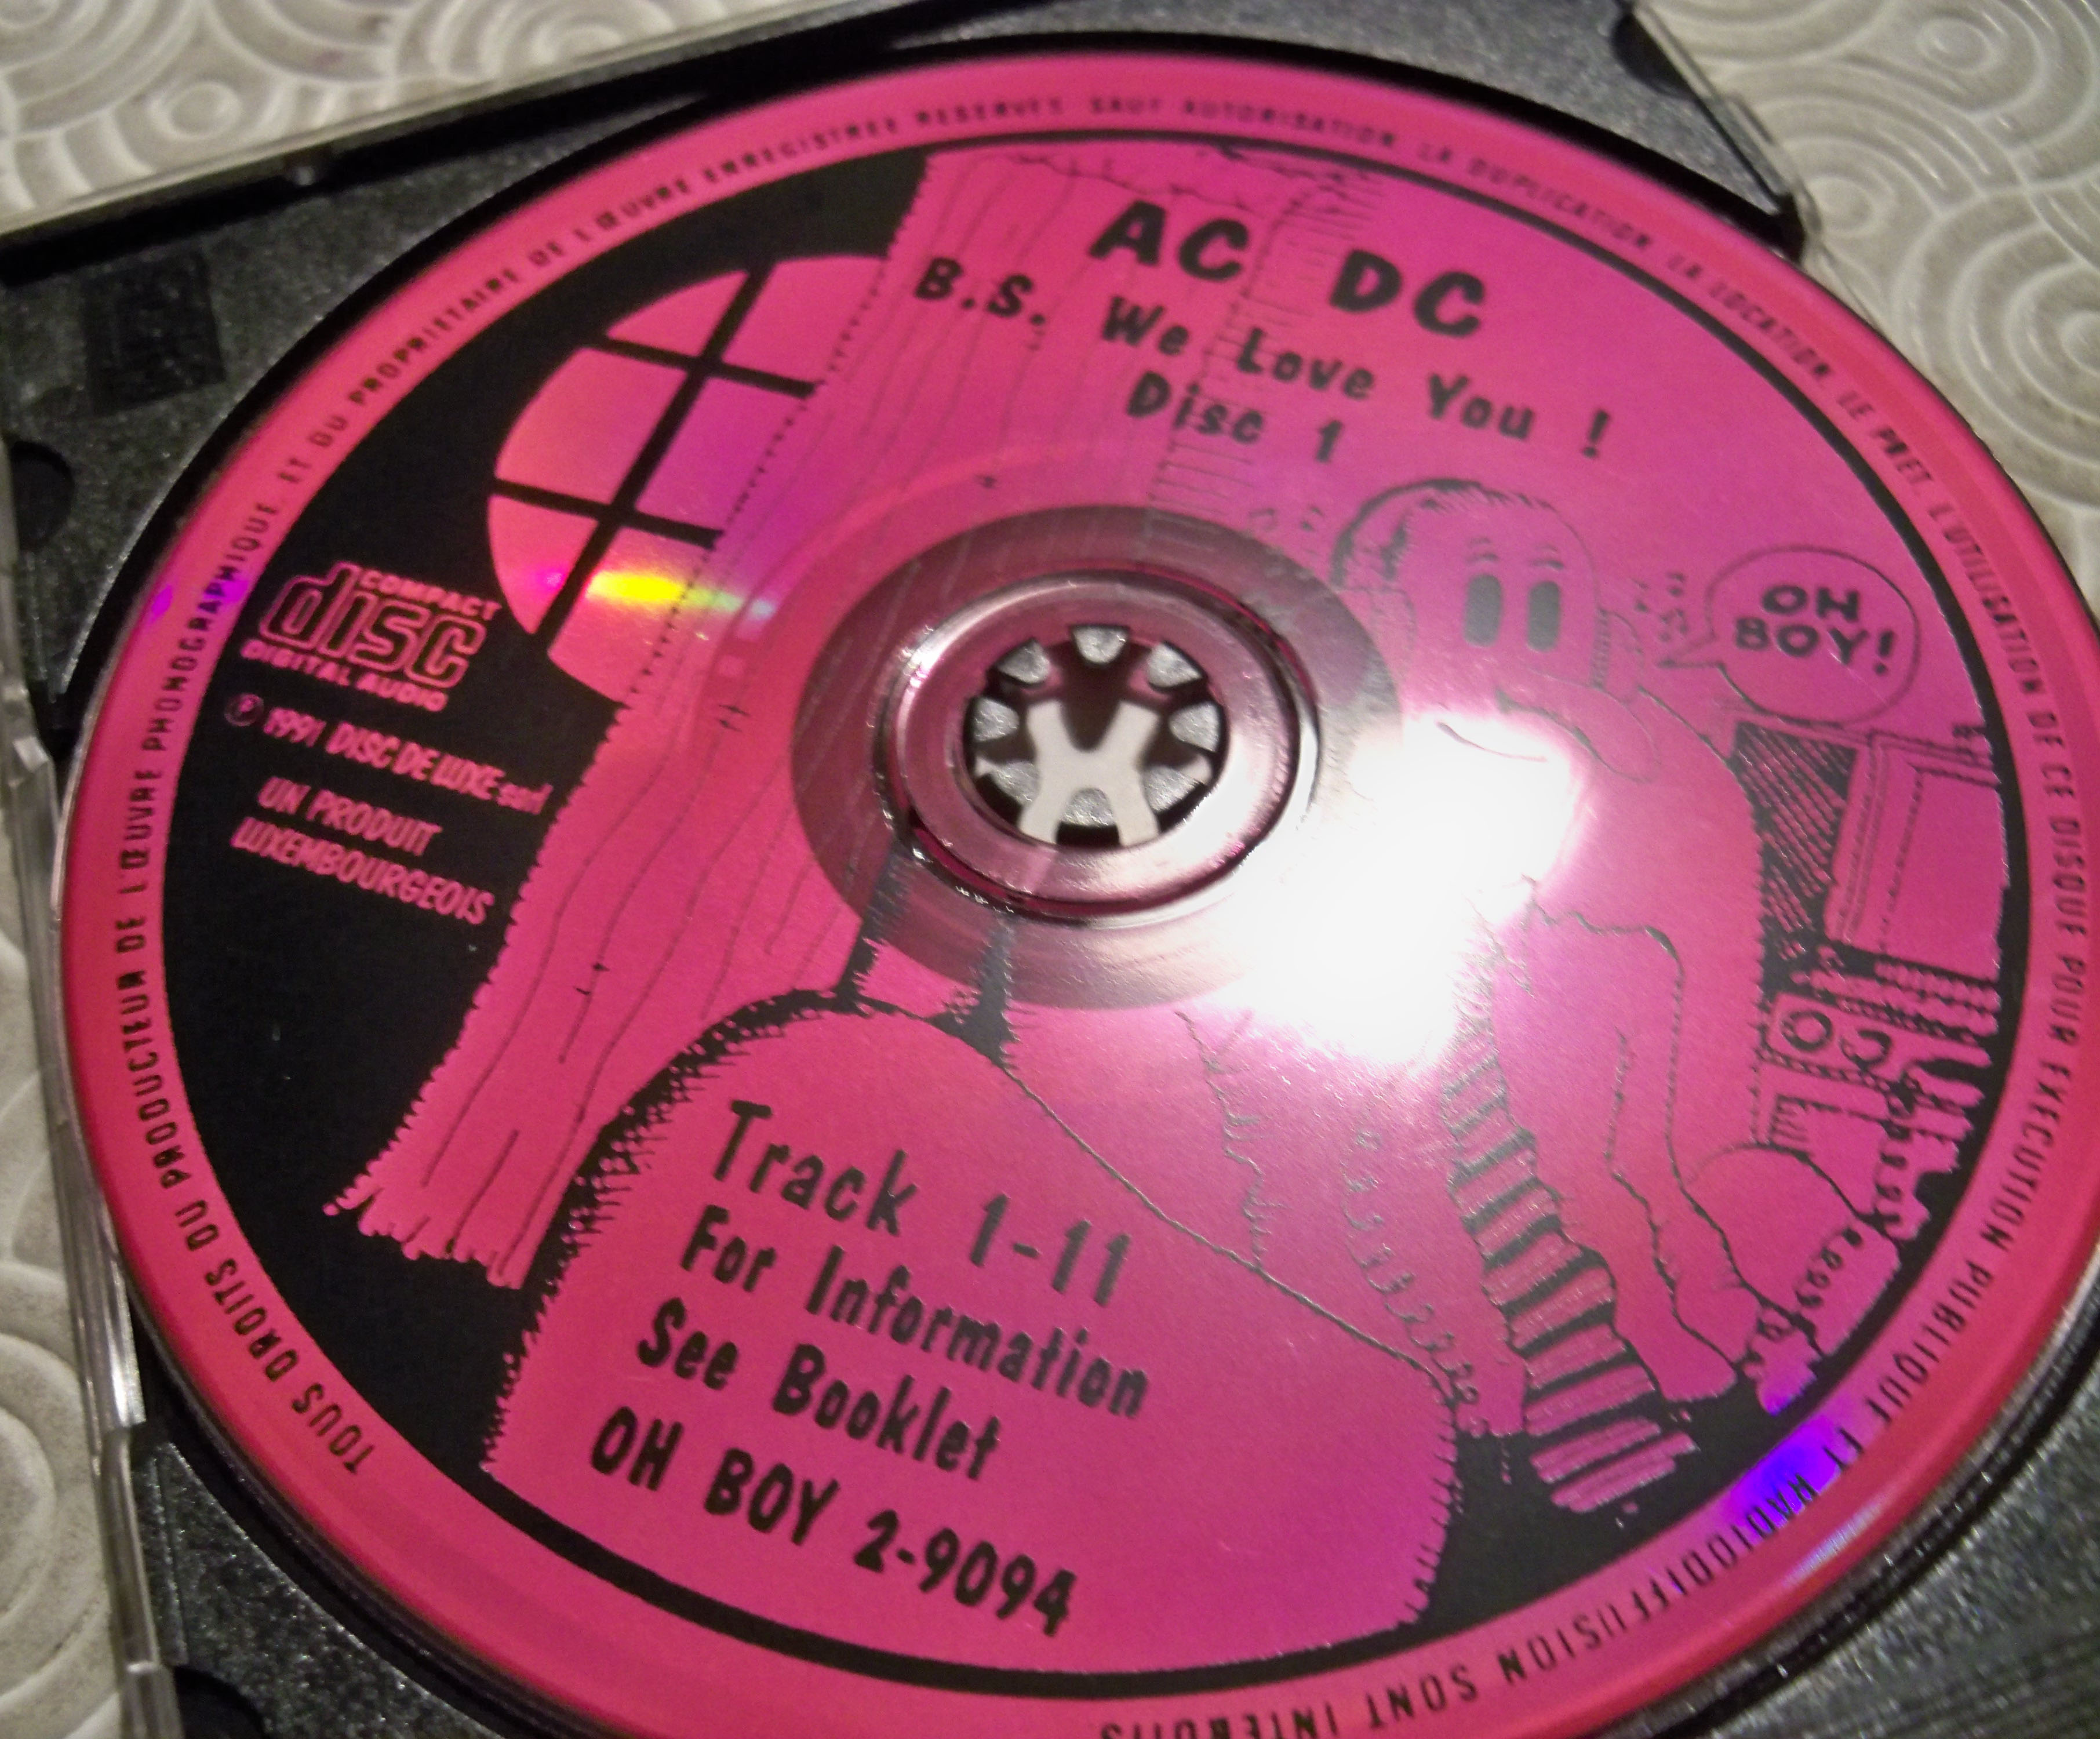 AC DC
B.S. We Love You !
Disc 1
OH
BOY!
COMPACT
disc
DIGITAL AUDIO
℗ 1991 DISC DE LUXE sarl
UN PRODUIT
LUXEMBOURGEOIS
Track 1-11
For Information
See Booklet
OH BOY 2-9094
TOUS DROITS DU PRODUCTEUR DE L'ŒUVRE PHONOGRAPHIQUE ET DU PROPRIETAIRE DE L'ŒUVRE ENREGISTREE RESERVES. SAUF AUTORISATION, LA DUPLICATION, LA LOCATION, LE PRET, L'UTILISATION DE CE DISQUE POUR EXECUTION PUBLIQUE ET RADIODIFFUSION SONT INTERDITS